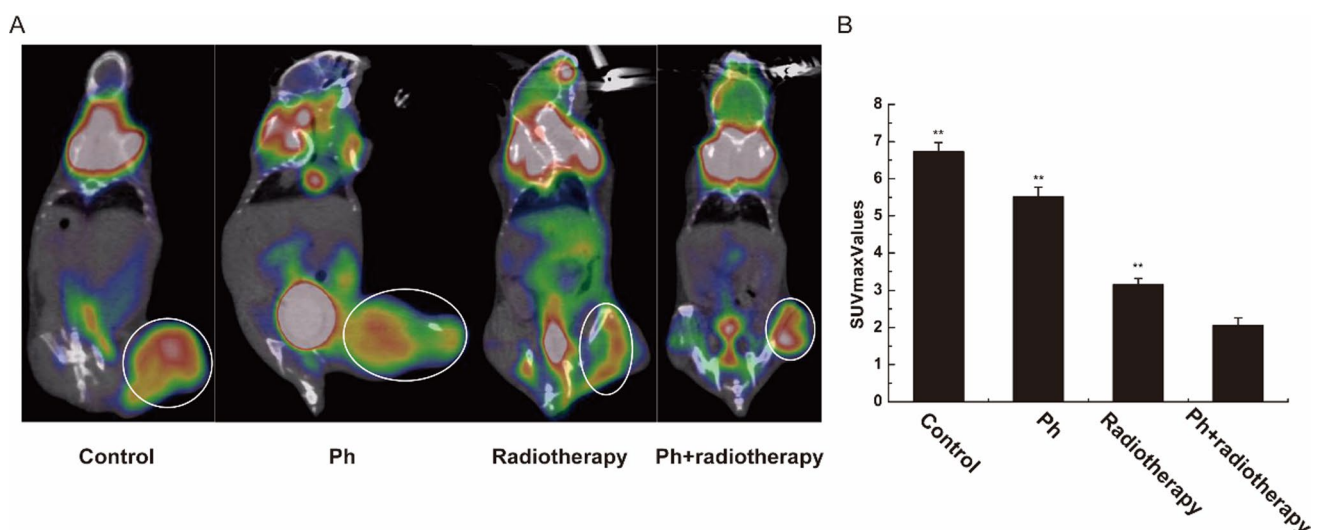 A
B
Control
Ph
Radiotherapy
Ph+radiotherapy
SUVmaxValues
8
7
6
5
4
3
2
1
0
**
**
**
Control
Ph
Radiotherapy
Ph+radiotherapy